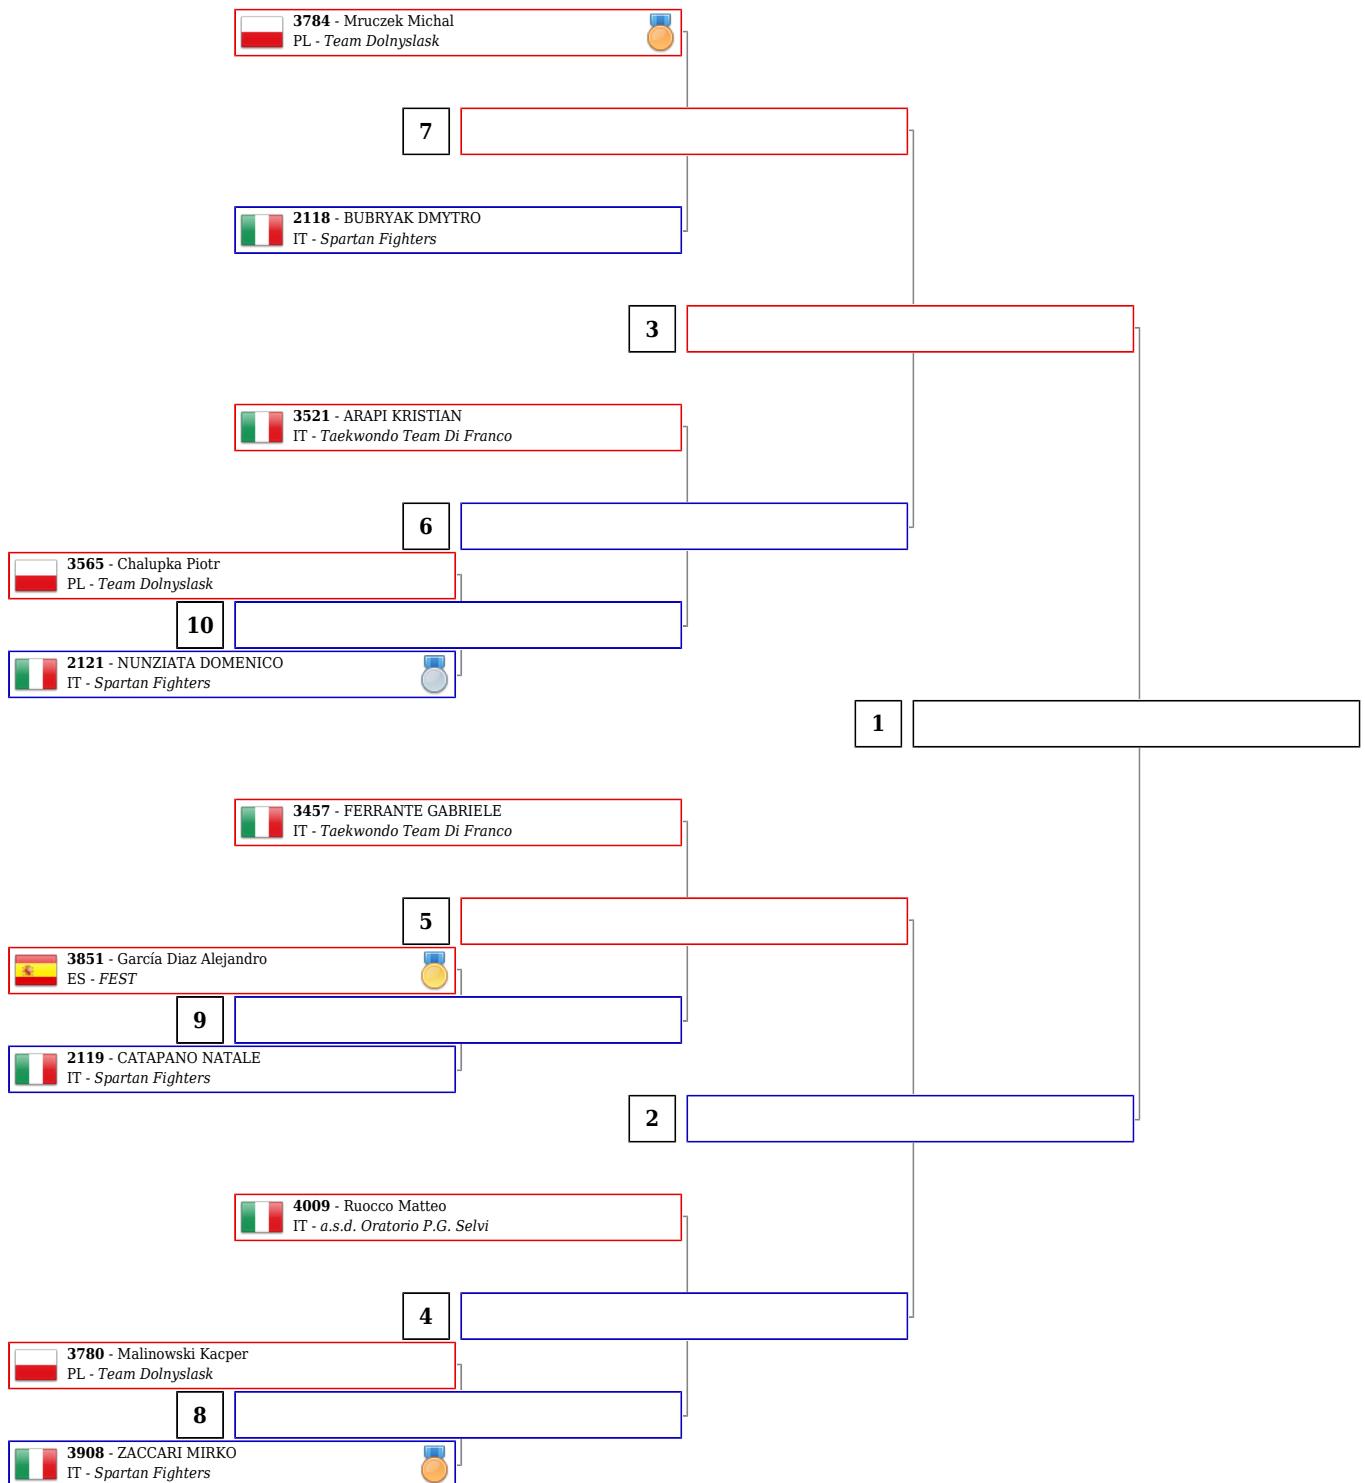 3784 - Mruczek Michal
PL - Team Dolnyslask
7
2118 - BUBRYAK DMYTRO
IT - Spartan Fighters
3
3521 - ARAPI KRISTIAN
IT - Taekwondo Team Di Franco
6
3565 - Chalupka Piotr
PL - Team Dolnyslask
10
2121 - NUNZIATA DOMENICO
IT - Spartan Fighters
1
3457 - FERRANTE GABRIELE
IT - Taekwondo Team Di Franco
5
3851 - García Diaz Alejandro
ES - FEST
9
2119 - CATAPANO NATALE
IT - Spartan Fighters
2
4009 - Ruocco Matteo
IT - a.s.d. Oratorio P.G. Selvi
4
3780 - Malinowski Kacper
PL - Team Dolnyslask
8
3908 - ZACCARI MIRKO
IT - Spartan Fighters